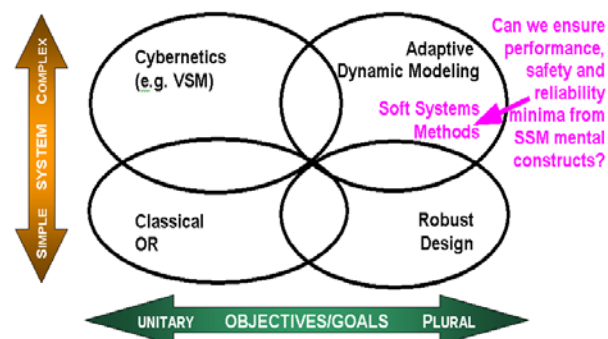 SIMPLE SYSTEM COMPLEX
Cybernetics
(e.g. VSM)
Adaptive
Dynamic Modeling
Soft Systems
Methods
Can we ensure
performance,
safety and
reliability
minima from
SSM mental
constructs?
Classical
OR
Robust
Design
UNITARY OBJECTIVES/GOALS PLURAL